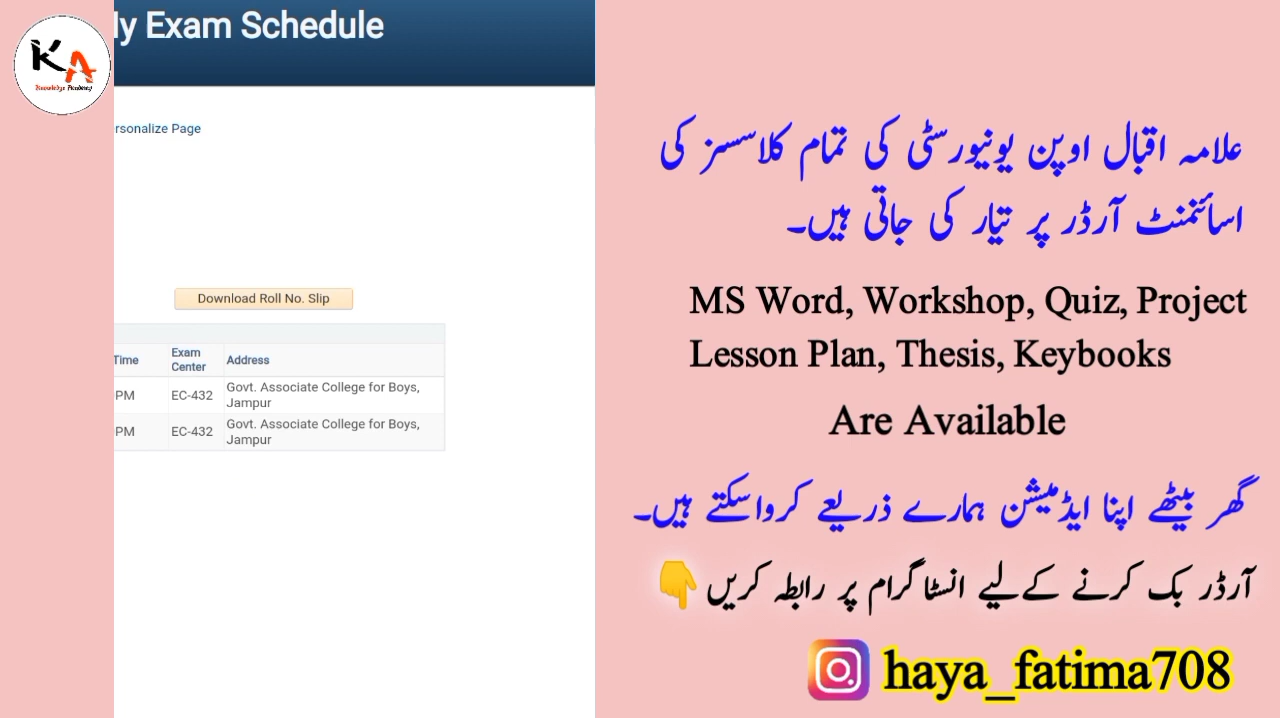 KA
Knowledge Academy
ly Exam Schedule
rsonalize Page
Download Roll No. Slip
Time Exam Center Address
PM EC-432 Govt. Associate College for Boys, Jampur
PM EC-432 Govt. Associate College for Boys, Jampur
علامہ اقبال اوپن یونیورسٹی کی تمام کلاسسز کی
اسائنمنٹ آرڈر پر تیار کی جاتی ہیں۔
MS Word, Workshop, Quiz, Project
Lesson Plan, Thesis, Keybooks
Are Available
گھر بیٹھے اپنا ایڈمیشن ہمارے ذریعے کرواسکتے ہیں۔
آرڈر بک کرنے کےلیے انسٹاگرام پر رابطہ کریں👇
haya_fatima708